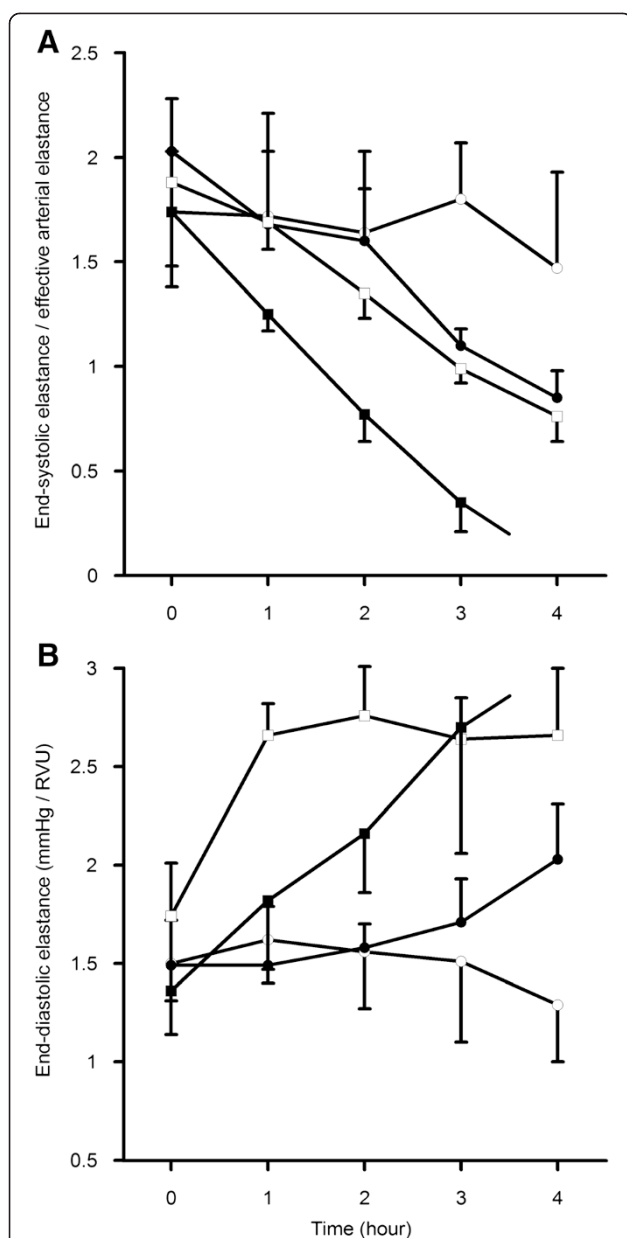 A
End-systolic elastance / effective arterial elastance
2.5
2
1.5
1
0.5
0
0 1 2 3 4
B
End-diastolic elastance (mmHg / RVU)
3
2.5
2
1.5
1
0.5
0 1 2 3 4
Time (hour)